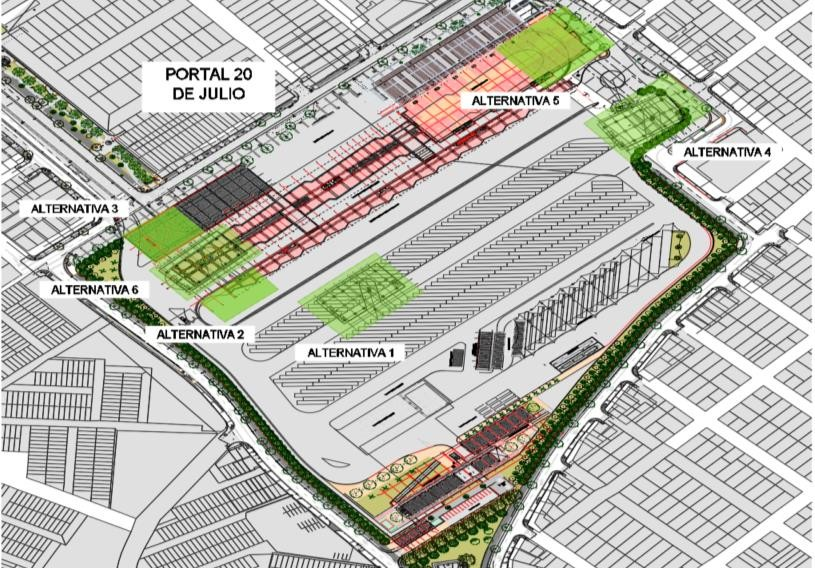 PORTAL 20
DE JULIO
ALTERNATIVA 5
ALTERNATIVA 4
ALTERNATIVA 3
ALTERNATIVA 6
ALTERNATIVA 2
ALTERNATIVA 1